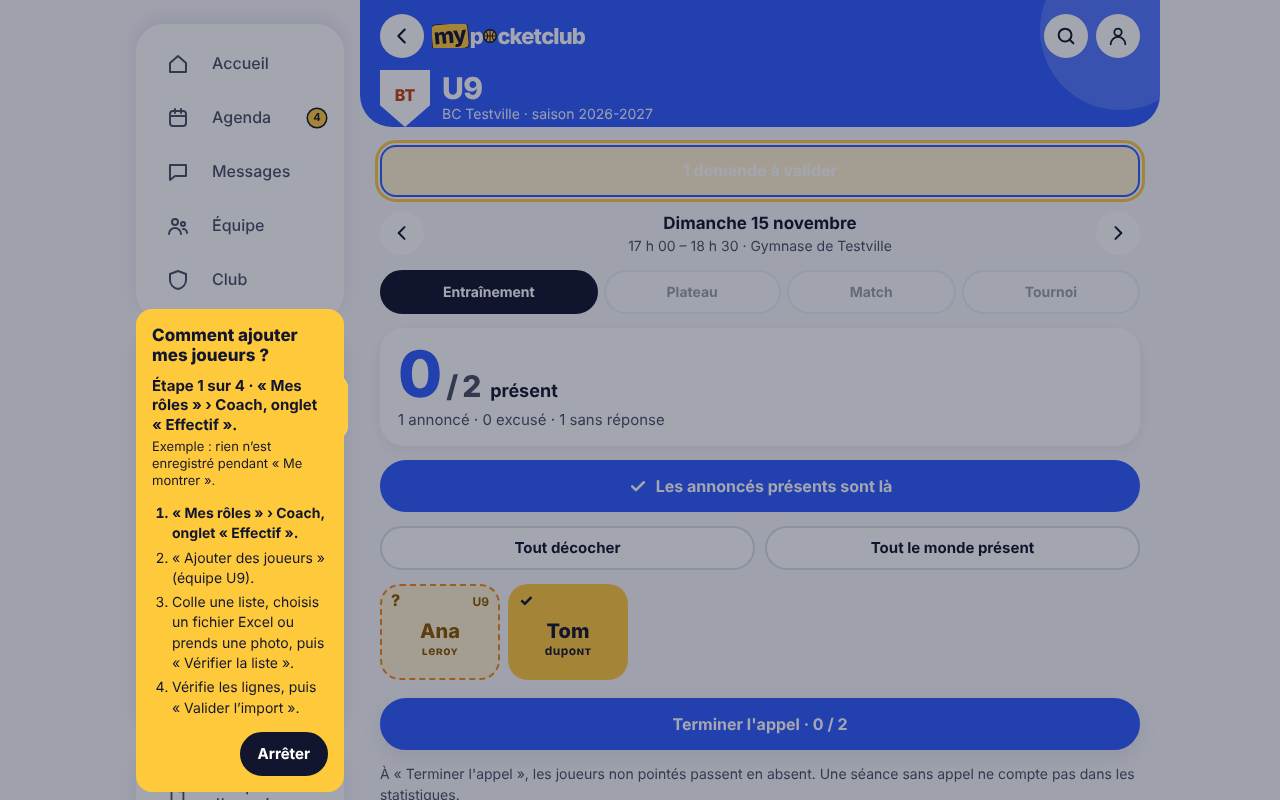 Accueil
Agenda
4
Messages
Équipe
Club
Comment ajouter
mes joueurs ?
Étape 1 sur 4 · « Mes
rôles » › Coach, onglet
« Effectif ».
Exemple : rien n’est
enregistré pendant « Me
montrer ».
1. « Mes rôles » › Coach,
onglet « Effectif ».
2. « Ajouter des joueurs »
(équipe U9).
3. Colle une liste, choisis
un fichier Excel ou
prends une photo, puis
« Vérifier la liste ».
4. Vérifie les lignes, puis
« Valider l’import ».
Arrêter
mypocketclub
BT
U9
BC Testville · saison 2026-2027
1 demande à valider
Dimanche 15 novembre
17 h 00 – 18 h 30 · Gymnase de Testville
Entraînement
Plateau
Match
Tournoi
0 / 2 présent
1 annoncé · 0 excusé · 1 sans réponse
Les annoncés présents sont là
Tout décocher
Tout le monde présent
? U9
Ana
LEROY
Tom
DUPONT
Terminer l'appel · 0 / 2
À « Terminer l'appel », les joueurs non pointés passent en absent. Une séance sans appel ne compte pas dans les
statistiques.